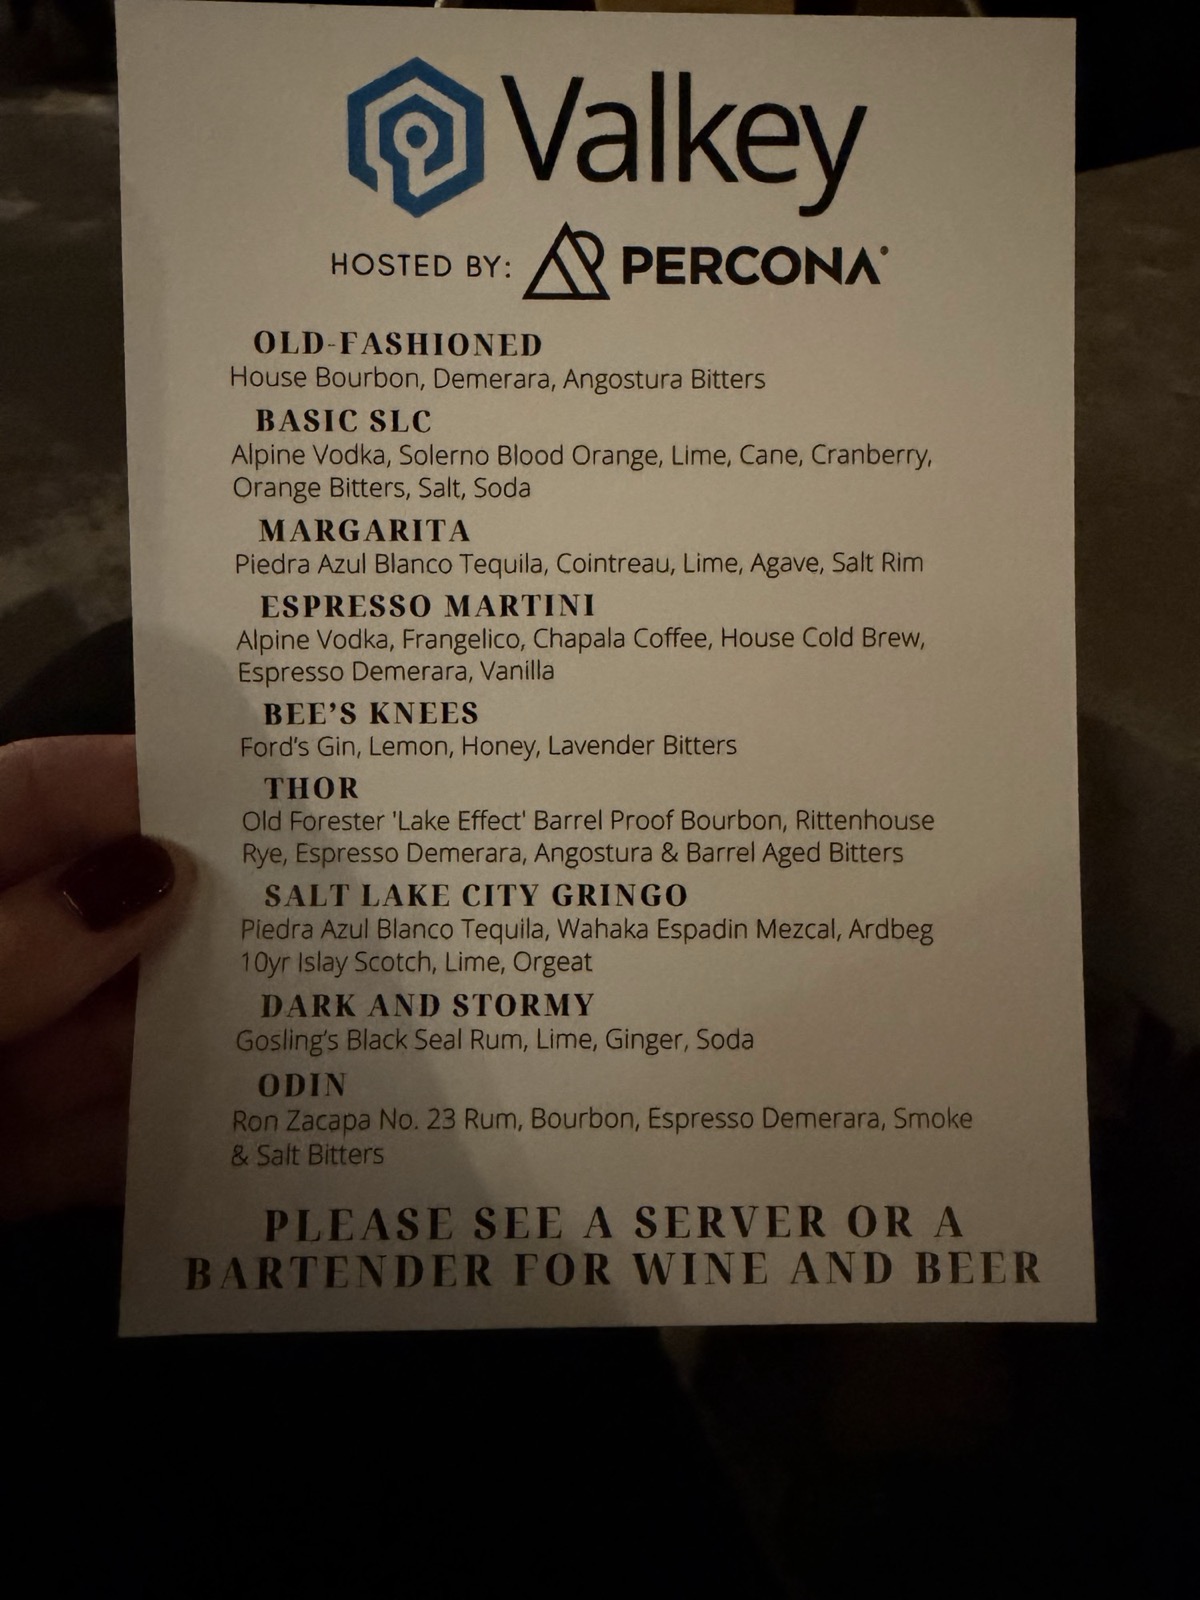 Valkey
HOSTED BY: PERCONA®
OLD-FASHIONED
House Bourbon, Demerara, Angostura Bitters
BASIC SLC
Alpine Vodka, Solerno Blood Orange, Lime, Cane, Cranberry,
Orange Bitters, Salt, Soda
MARGARITA
Piedra Azul Blanco Tequila, Cointreau, Lime, Agave, Salt Rim
ESPRESSO MARTINI
Alpine Vodka, Frangelico, Chapala Coffee, House Cold Brew,
Espresso Demerara, Vanilla
BEE'S KNEES
Ford's Gin, Lemon, Honey, Lavender Bitters
THOR
Old Forester 'Lake Effect' Barrel Proof Bourbon, Rittenhouse
Rye, Espresso Demerara, Angostura & Barrel Aged Bitters
SALT LAKE CITY GRINGO
Piedra Azul Blanco Tequila, Wahaka Espadin Mezcal, Ardbeg
10yr Islay Scotch, Lime, Orgeat
DARK AND STORMY
Gosling's Black Seal Rum, Lime, Ginger, Soda
ODIN
Ron Zacapa No. 23 Rum, Bourbon, Espresso Demerara, Smoke
& Salt Bitters
PLEASE SEE A SERVER OR A
BARTENDER FOR WINE AND BEER